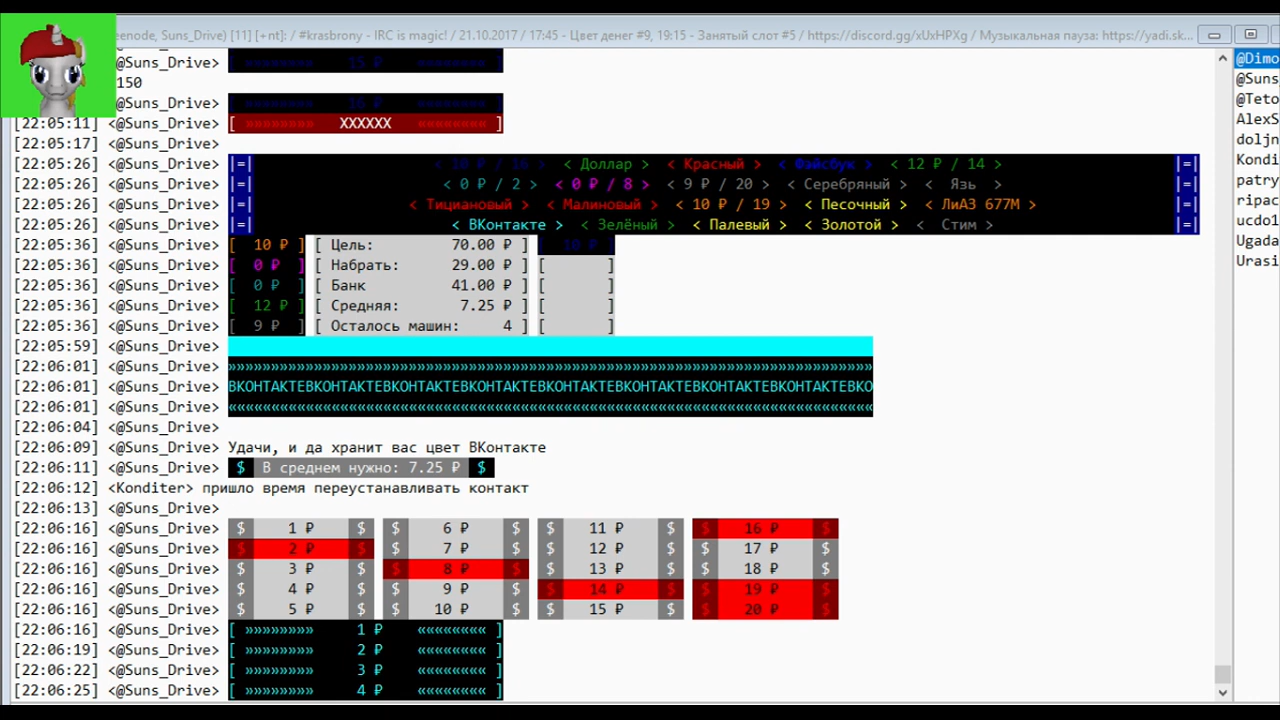 eenode, Suns_Drive) [11] [+nt]: / #krasbrony - IRC is magic! / 21.10.2017 / 17:45 - Цвет денег #9, 19:15 - Занятый слот #5 / https://discord.gg/xUxHPXg / Музыкальная пауза: https://yadi.sk...
@Suns_Drive> [ »»»»»»»» 15 ₽ «««««««« ]
150
@Suns_Drive> [ »»»»»»»» 16 ₽ «««««««« ]
[22:05:11] <@Suns_Drive> [ »»»»»»»» XXXXXX «««««««« ]
[22:05:17] <@Suns_Drive>
[22:05:26] <@Suns_Drive> |=| < 10 ₽ / 16 > < Доллар > < Красный > < Фэйсбук > < 12 ₽ / 14 > |=|
[22:05:26] <@Suns_Drive> |=| < 0 ₽ / 2 > < 0 ₽ / 8 > < 9 ₽ / 20 > < Серебряный > < Язь > |=|
[22:05:26] <@Suns_Drive> |=| < Тициановый > < Малиновый > < 10 ₽ / 19 > < Песочный > < ЛиАЗ 677М > |=|
[22:05:26] <@Suns_Drive> |=| < ВКонтакте > < Зелёный > < Палевый > < Золотой > < Стим > |=|
[22:05:36] <@Suns_Drive> [ 10 ₽ ] [ Цель: 70.00 ₽ ] [ 10 ₽ ]
[22:05:36] <@Suns_Drive> [ 0 ₽ ] [ Набрать: 29.00 ₽ ] [ ]
[22:05:36] <@Suns_Drive> [ 0 ₽ ] [ Банк 41.00 ₽ ] [ ]
[22:05:36] <@Suns_Drive> [ 12 ₽ ] [ Средняя: 7.25 ₽ ] [ ]
[22:05:36] <@Suns_Drive> [ 9 ₽ ] [ Осталось машин: 4 ] [ ]
[22:05:59] <@Suns_Drive>
[22:06:01] <@Suns_Drive> »»»»»»»»»»»»»»»»»»»»»»»»»»»»»»»»»»»»»»»»»»»»»»»»»»»»»»»»»»»»»»»»»»»»»»»»»»»
[22:06:01] <@Suns_Drive> ВКОНТАКТЕВКОНТАКТЕВКОНТАКТЕВКОНТАКТЕВКОНТАКТЕВКОНТАКТЕВКОНТАКТЕВКОНТАКТЕВКО
[22:06:01] <@Suns_Drive> «««««««««««««««««««««««««««««««««««««««««««««««««««««««««««««««««««««««««««
[22:06:04] <@Suns_Drive>
[22:06:09] <@Suns_Drive> Удачи, и да хранит вас цвет ВКонтакте
[22:06:11] <@Suns_Drive> $ В среднем нужно: 7.25 ₽ $
[22:06:12] <Konditer> пришло время переустанавливать контакт
[22:06:13] <@Suns_Drive>
[22:06:16] <@Suns_Drive> $ 1 ₽ $ $ 6 ₽ $ $ 11 ₽ $ $ 16 ₽ $
[22:06:16] <@Suns_Drive> $ 2 ₽ $ $ 7 ₽ $ $ 12 ₽ $ $ 17 ₽ $
[22:06:16] <@Suns_Drive> $ 3 ₽ $ $ 8 ₽ $ $ 13 ₽ $ $ 18 ₽ $
[22:06:16] <@Suns_Drive> $ 4 ₽ $ $ 9 ₽ $ $ 14 ₽ $ $ 19 ₽ $
[22:06:16] <@Suns_Drive> $ 5 ₽ $ $ 10 ₽ $ $ 15 ₽ $ $ 20 ₽ $
[22:06:16] <@Suns_Drive> [ »»»»»»»» 1 ₽ «««««««« ]
[22:06:19] <@Suns_Drive> [ »»»»»»»» 2 ₽ «««««««« ]
[22:06:22] <@Suns_Drive> [ »»»»»»»» 3 ₽ «««««««« ]
[22:06:25] <@Suns_Drive> [ »»»»»»»» 4 ₽ «««««««« ]
@Dimo
@Suns
@Teto
AlexS
doljn
Kondi
patry
ripac
ucdo1
Ugada
Urasi